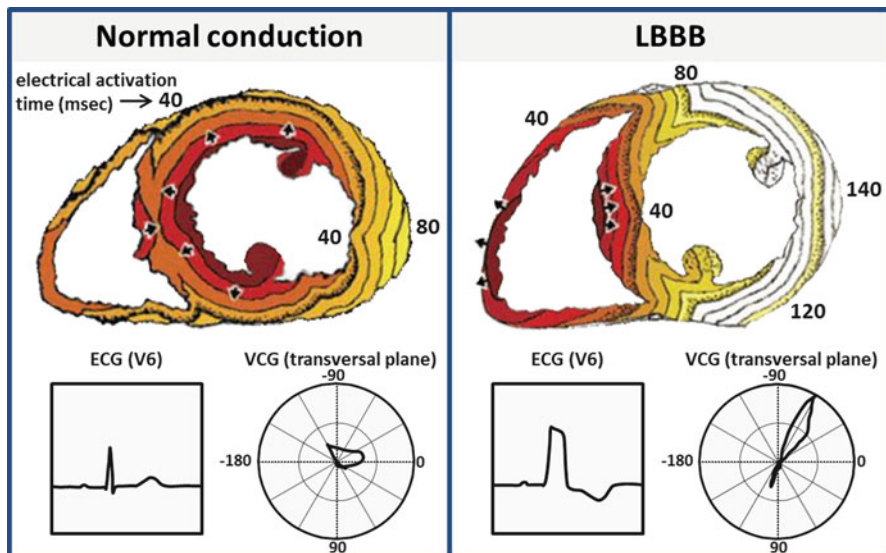 Normal conduction
electrical activation
time (msec) → 40
40
80
ECG (V6)
VCG (transversal plane)
-90
-180
0
90
LBBB
80
40
40
140
120
ECG (V6)
VCG (transversal plane)
-90
-180
0
90